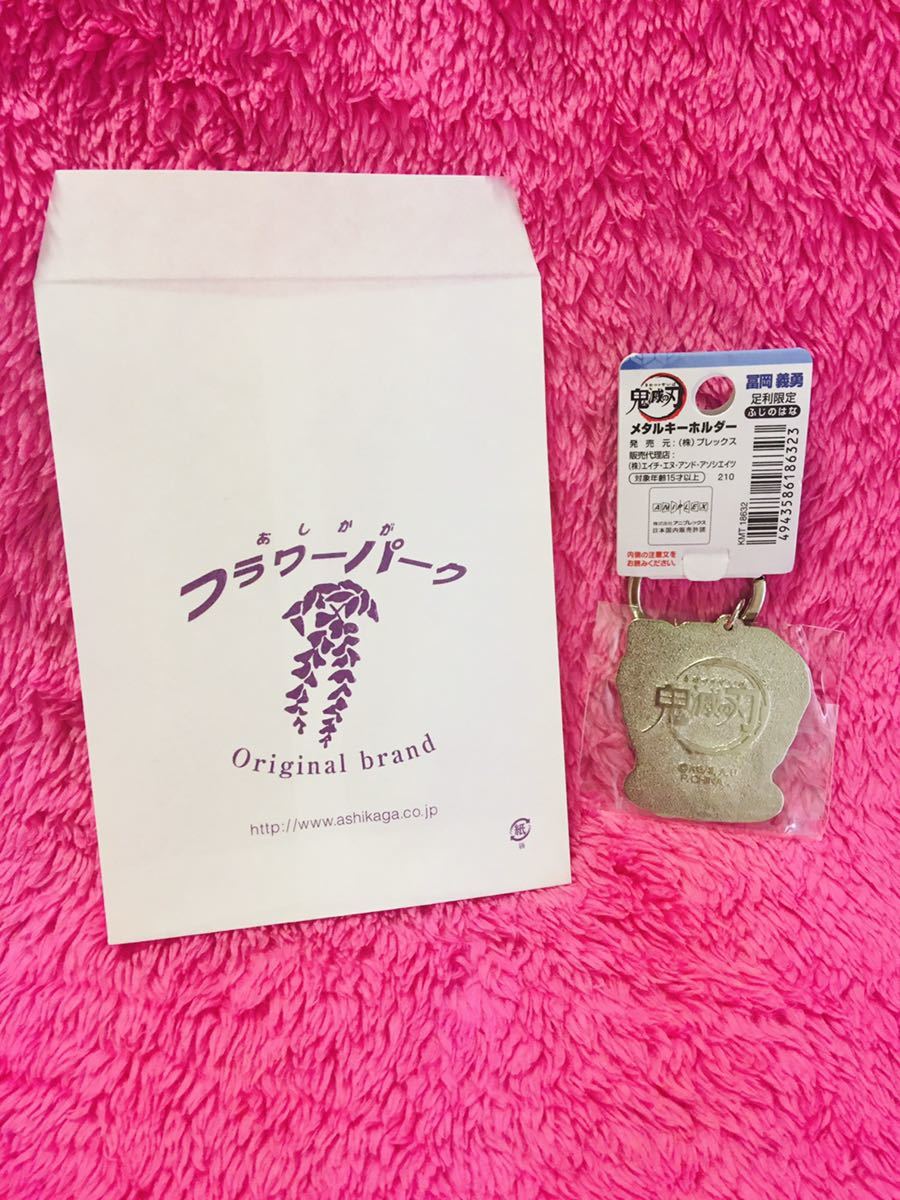 あしかが
フラワーパーク
Original brand
http://www.ashikaga.co.jp
紙
袋
鬼滅の刃
冨岡 義勇
足利限定
ふじのはな
メタルキーホルダー
発売元:(株)プレックス
販売代理店:
(株)エイチ・エヌ・アンド・アソシエイツ
対象年齢15才以上 210
ANIPLEX
株式会社アニプレックス
日本国内販売許諾
内側の注意文を
お読みください。
KMT 18632
4943586186323
鬼滅の刃
CHINA